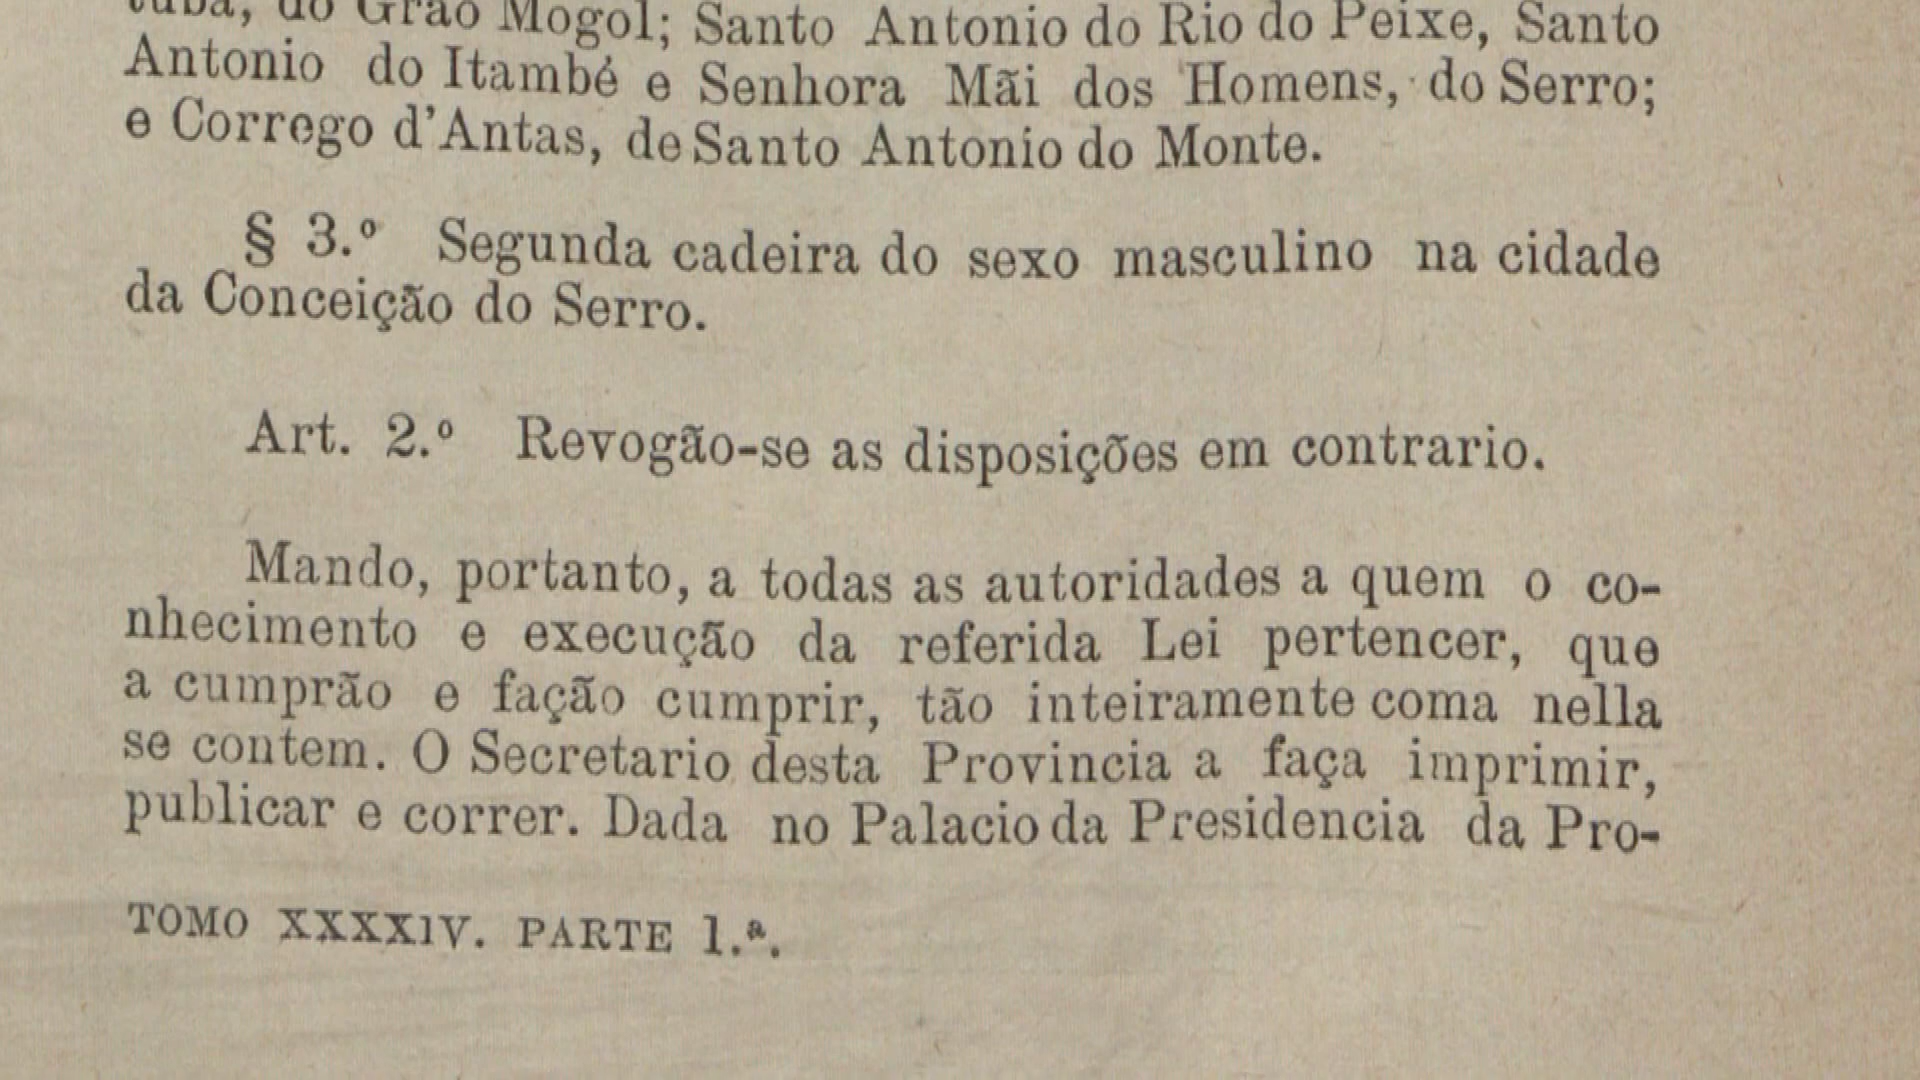 tuba, do Grão Mogol; Santo Antonio do Rio do Peixe, Santo
Antonio do Itambé e Senhora Mãi dos Homens, do Serro;
e Corrego d'Antas, de Santo Antonio do Monte.
§ 3.º Segunda cadeira do sexo masculino na cidade
da Conceição do Serro.
Art. 2.º Revogão-se as disposições em contrario.
Mando, portanto, a todas as autoridades a quem o co-
nhecimento e execução da referida Lei pertencer, que
a cumprão e fação cumprir, tão inteiramente coma nella
se contem. O Secretario desta Provincia a faça imprimir,
publicar e correr. Dada no Palacio da Presidencia da Pro-
TOMO XXXXIV. PARTE 1.ª.